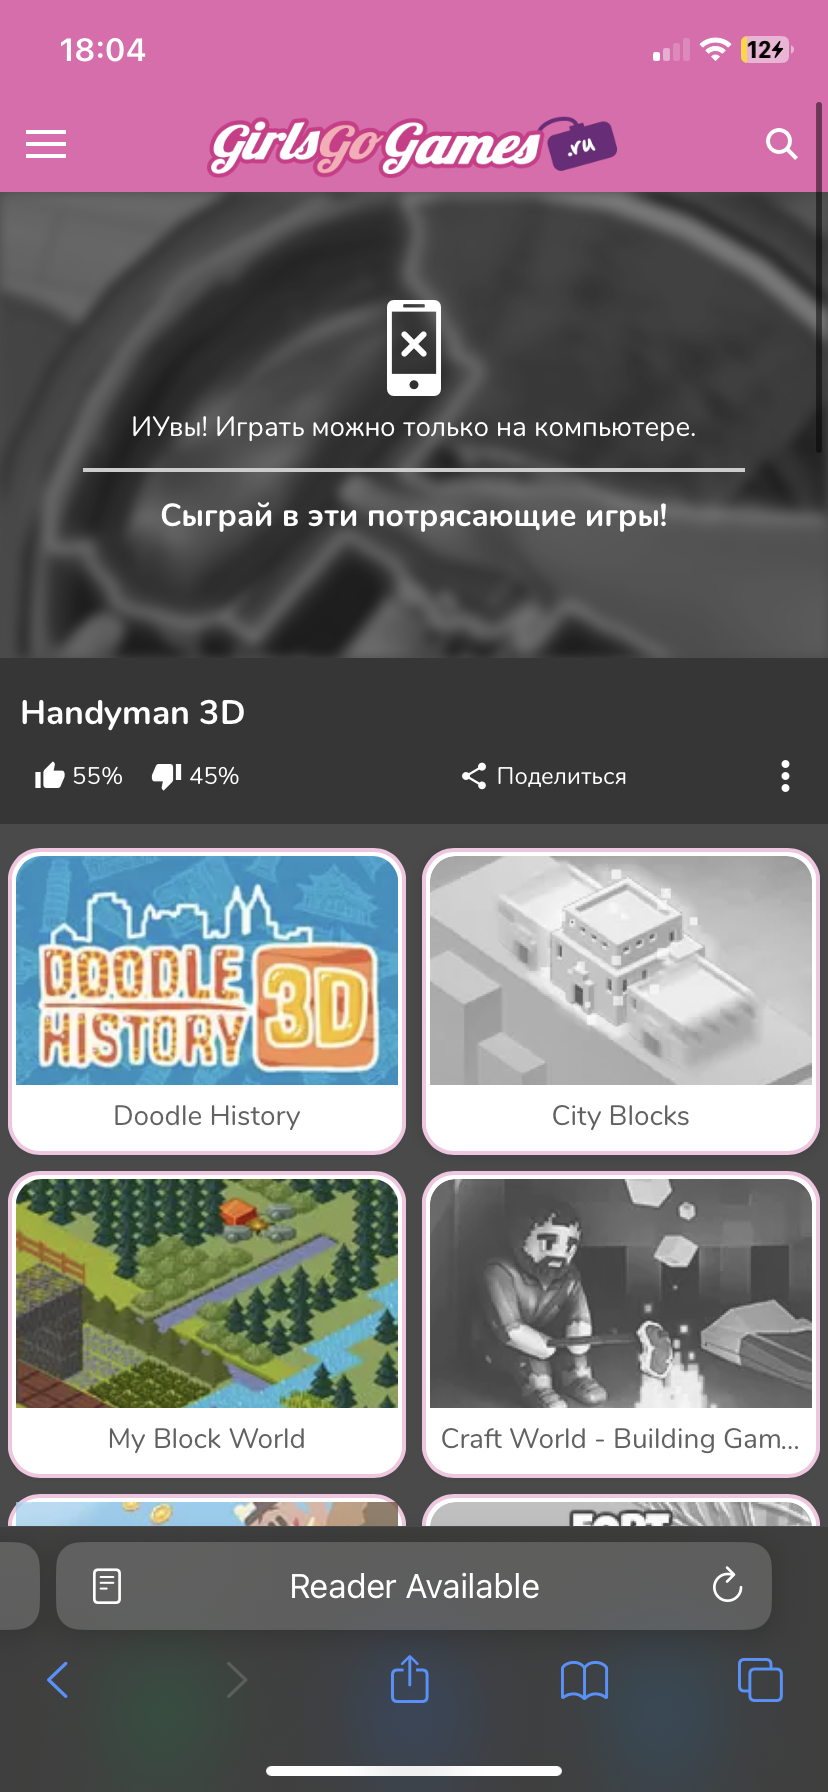 18:04
12
GirlsGoGames .ru
ИУвы! Играть можно только на компьютере.
Сыграй в эти потрясающие игры!
Handyman 3D
55% 45% Поделиться
DOODLE HISTORY 3D
Doodle History
City Blocks
My Block World
Craft World - Building Gam...
FORT
Reader Available